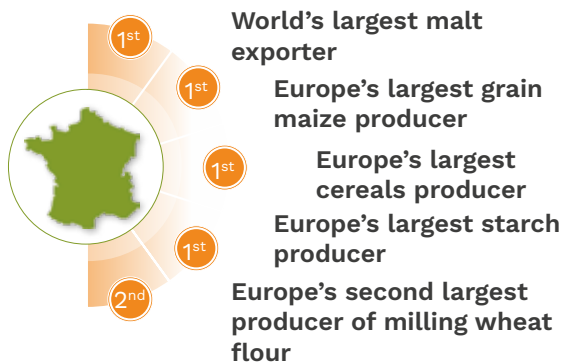 1st
World's largest malt
exporter
1st
Europe's largest grain
maize producer
1st
Europe's largest
cereals producer
1st
Europe's largest starch
producer
2nd
Europe's second largest
producer of milling wheat
flour